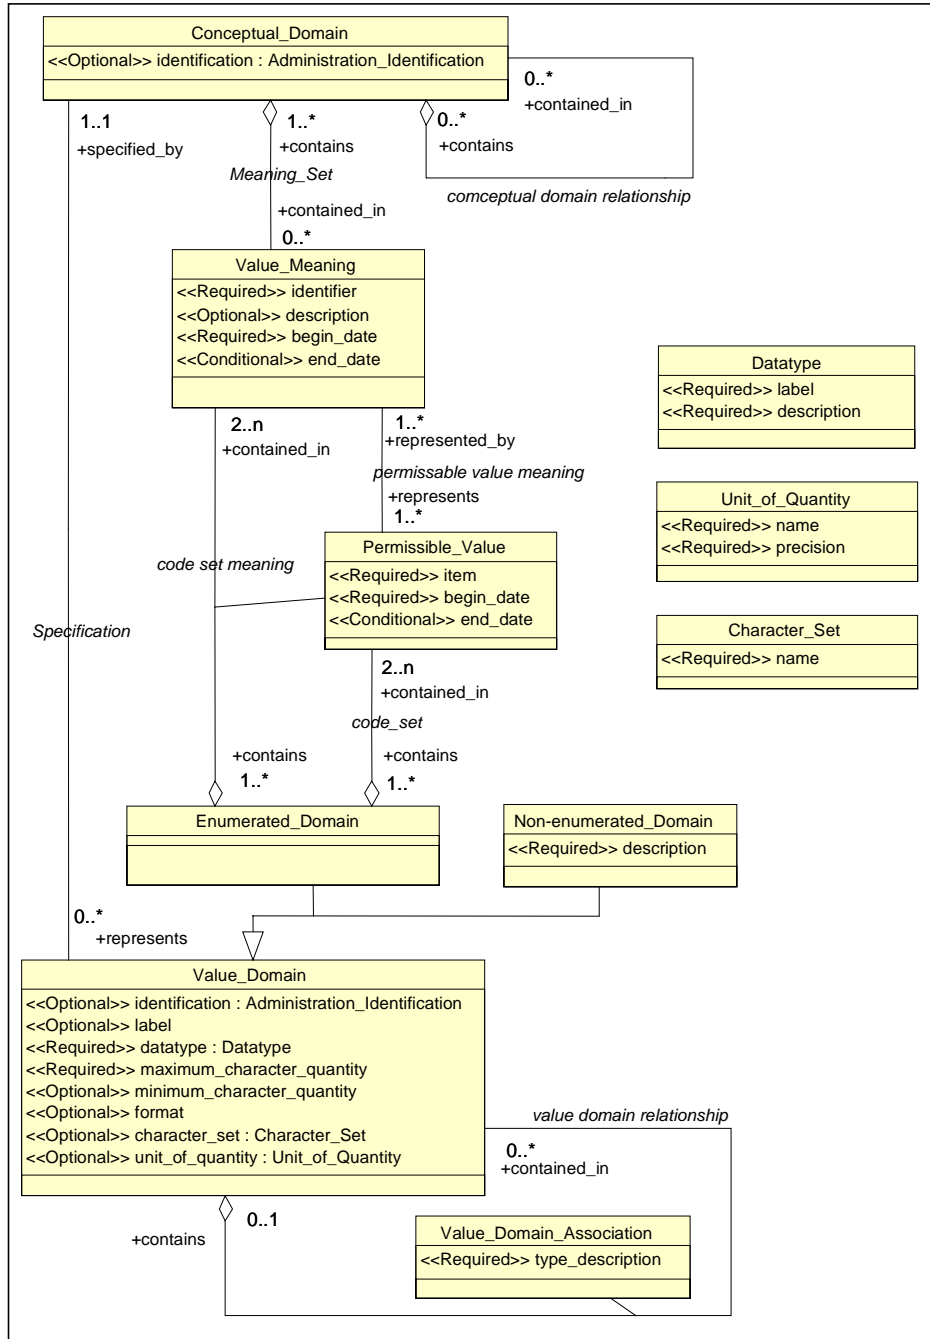 Conceptual_Domain
<<Optional>> identification : Administration_Identification
0..*
+contained_in
1..1
+specified_by
1..*
+contains
0..*
+contains
Meaning_Set
comceptual domain relationship
+contained_in
0..*
Value_Meaning
<<Required>> identifier
<<Optional>> description
<<Required>> begin_date
<<Conditional>> end_date
Datatype
<<Required>> label
<<Required>> description
2..n
+contained_in
1..*
+represented_by
permissable value meaning
+represents
1..*
Unit_of_Quantity
<<Required>> name
<<Required>> precision
Permissible_Value
<<Required>> item
<<Required>> begin_date
<<Conditional>> end_date
code set meaning
Specification
Character_Set
<<Required>> name
2..n
+contained_in
code_set
+contains
1..*
+contains
1..*
Enumerated_Domain
Non-enumerated_Domain
<<Required>> description
0..*
+represents
Value_Domain
<<Optional>> identification : Administration_Identification
<<Optional>> label
<<Required>> datatype : Datatype
<<Required>> maximum_character_quantity
<<Optional>> minimum_character_quantity
<<Optional>> format
<<Optional>> character_set : Character_Set
<<Optional>> unit_of_quantity : Unit_of_Quantity
value domain relationship
0..*
+contained_in
0..1
+contains
Value_Domain_Association
<<Required>> type_description